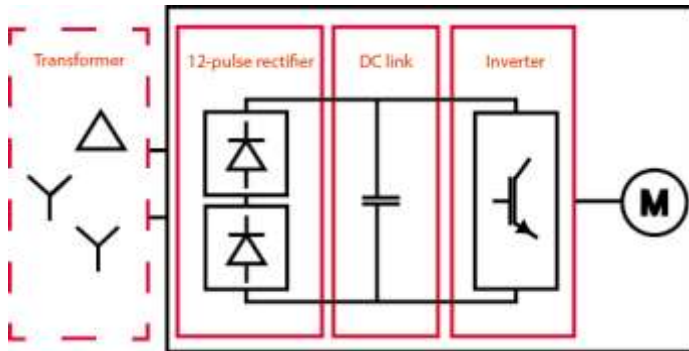 Transformer
12-pulse rectifier
DC link
Inverter
M